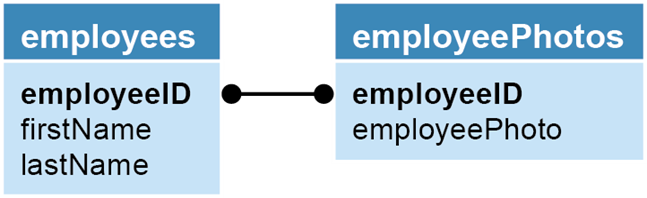 employees
employeeID
firstName
lastName
employeePhotos
employeeID
employeePhoto